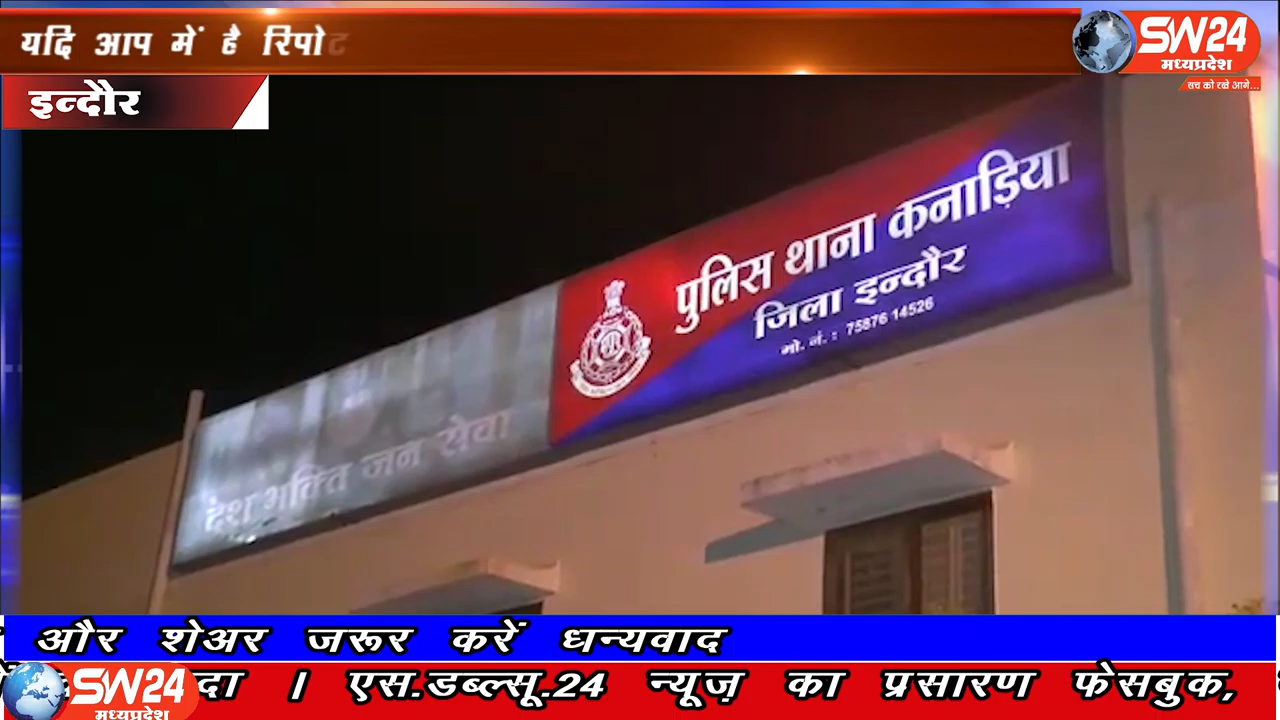 यदि आप में है रिपो
SW24
मध्यप्रदेश
सच को रखे आगे...
इन्दौर
पुलिस थाना कनाड़िया
जिला इन्दौर
मो. नं. : 75876 14526
देश भक्ति जन सेवा
और शेअर जरूर करें धन्यवाद
SW24
मध्यप्रदेश
दा । एस.डब्ल्सू.24 न्यूज़ का प्रसारण फेसबुक,